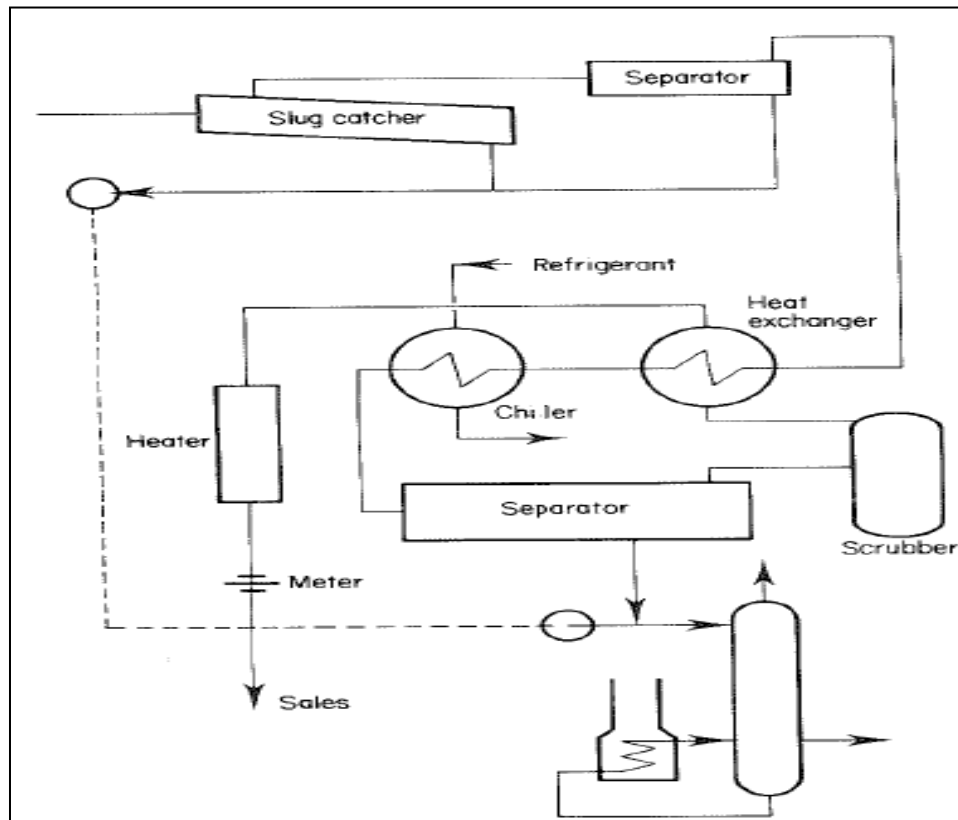 Separator
Slug catcher
Refrigerant
Heat
exchanger
Chiller
Heater
Separator
Scrubber
Meter
Sales